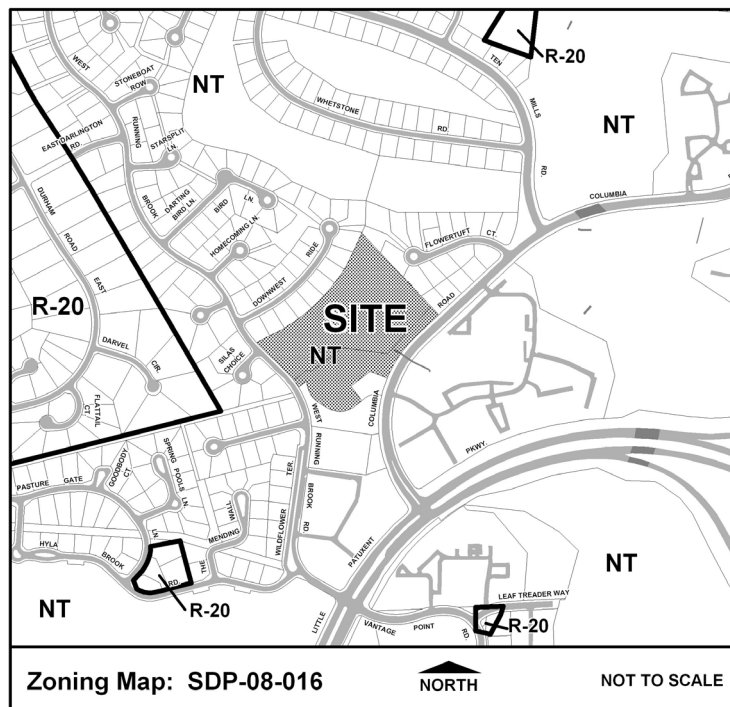 WEST
STONEBOAT
ROW
NT
TEN
R-20
WHETSTONE
RD.
MILLS
RD.
NT
EAST DARLINGTON
RD.
RUNNING
STARSPLIT
LN.
BROOK
DARTING
BIRD LN.
BIRD
LN.
HOMECOMING LN.
COLUMBIA
DURHAM
ROAD
EAST
RIDE
DOWNWEST
FLOWERTUFT
CT.
ROAD
R-20
SITE
NT
DARVEL
CIR.
SILAS
CHOICE
FLATTAIL
CT.
WEST
RUNNING
BROOK
RD
COLUMBIA
PKWY
SPRING
POOLS
LN.
GOODBODY
CT
PASTURE
GATE
WALL
MENDING
THE
TER.
WILDFLOWER
PATUXENT
LITTLE
HYLA
BROOK
LN.
RD.
NT
R-20
NT
LEAF TREADER WAY
VANTAGE
POINT
RD.
R-20
Zoning Map: SDP-08-016
NORTH
NOT TO SCALE